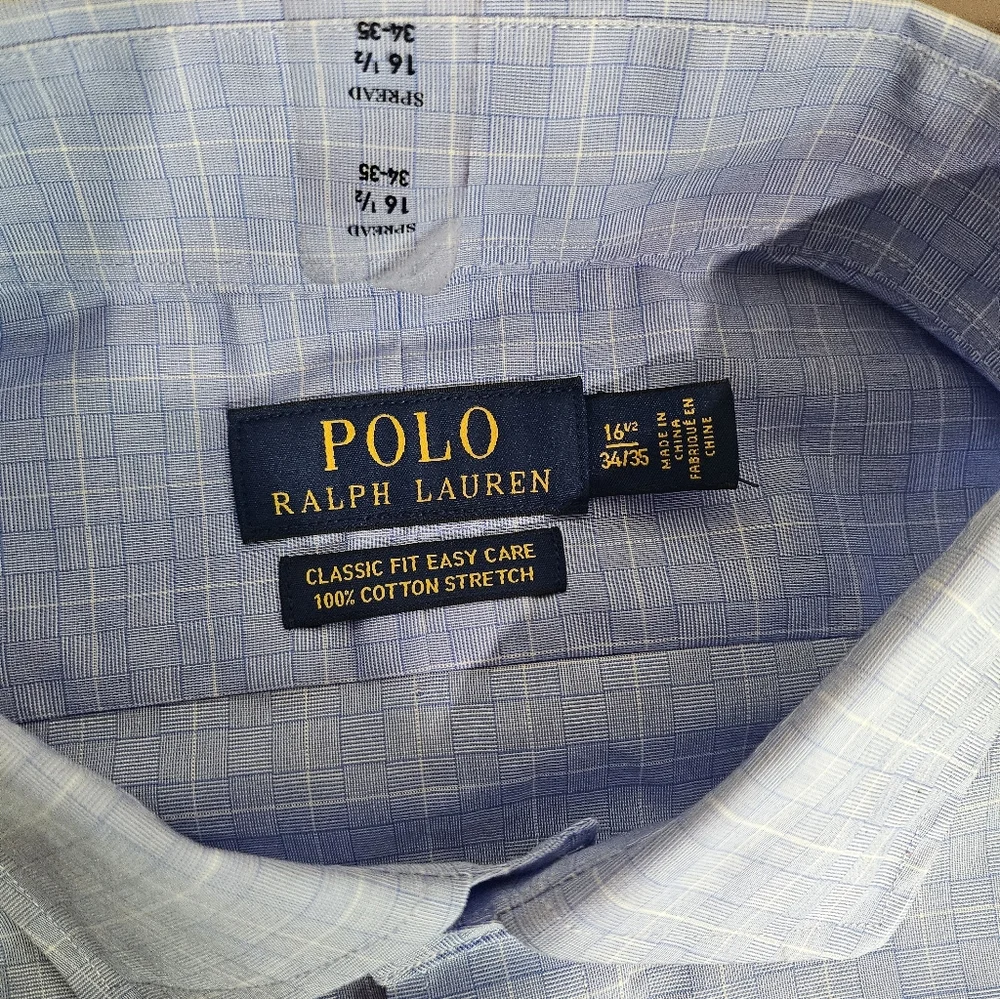 34-35
16 1/2
SPREAD
34-35
16 1/2
SPREAD
POLO
RALPH LAUREN
16 1/2
34/35
MADE IN
CHINA
FABRIQUÉ EN
CHINE
CLASSIC FIT EASY CARE
100% COTTON STRETCH